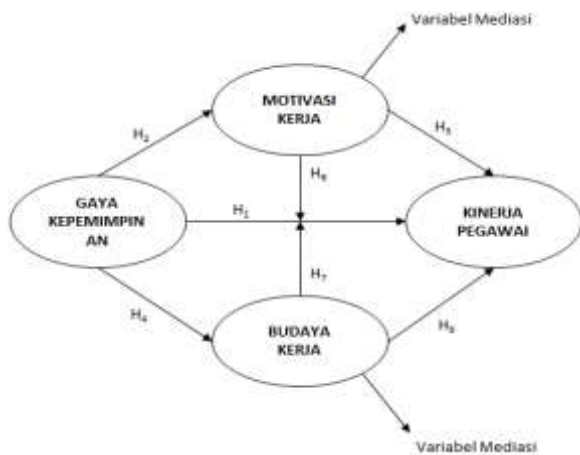 Variabel Mediasi
MOTIVASI
KERJA
H₂
H₃
H₆
GAYA
KEPEMIMPIN
AN
H₁
KINERJA
PEGAWAI
H₇
H₄
H₅
BUDAYA
KERJA
Variabel Mediasi